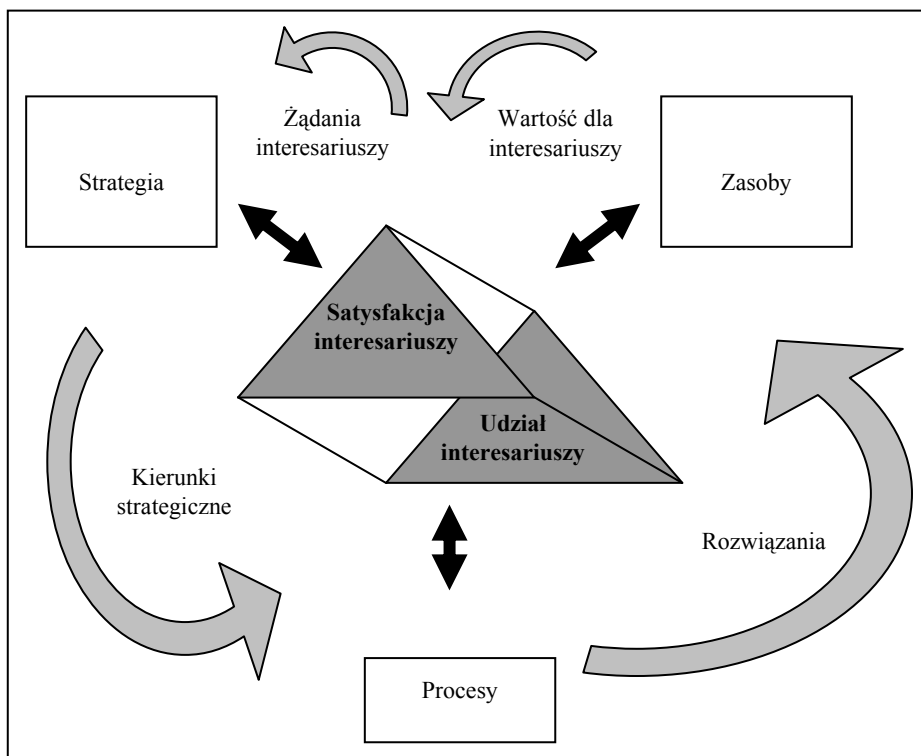 Żądania
interesariuszy
Wartość dla
interesariuszy
Strategia
Zasoby
Satysfakcja
interesariuszy
Udział
interesariuszy
Kierunki
strategiczne
Rozwiązania
Procesy